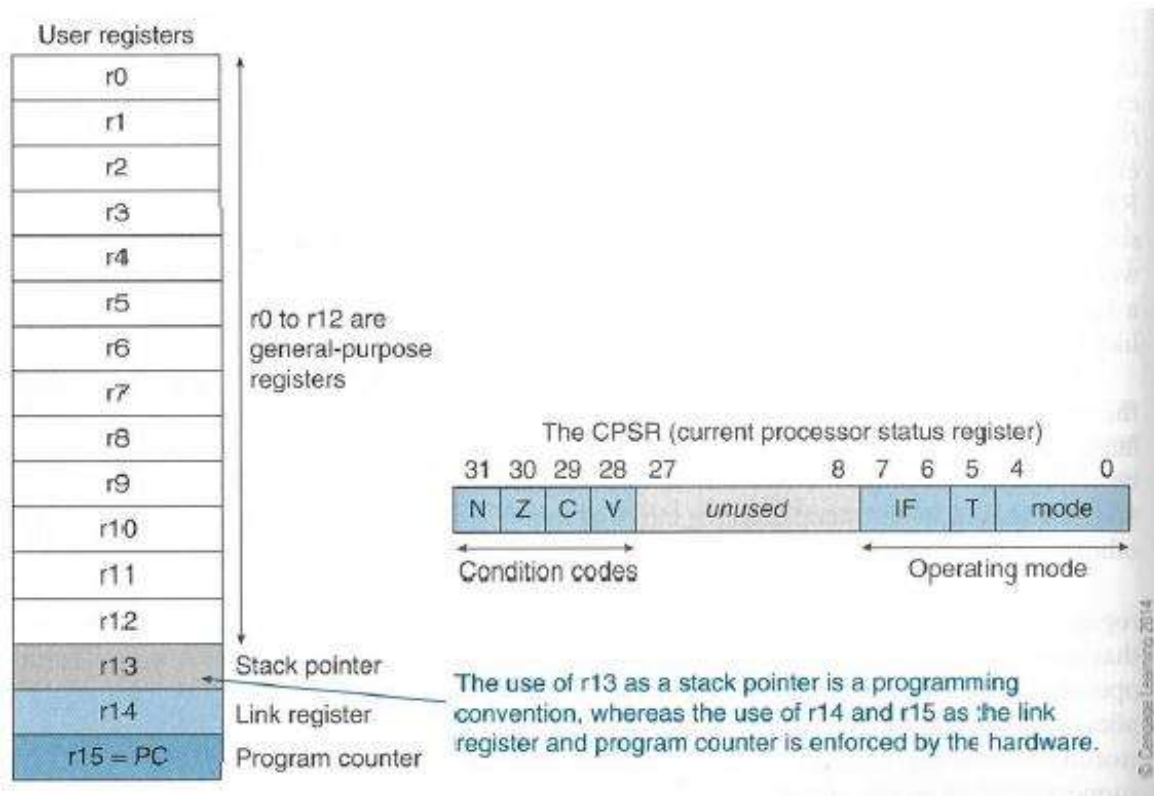 User registers
r0
r1
r2
r3
r4
r5
r6
r7
r8
r9
r10
r11
r12
r13
r14
r15 = PC
r0 to r12 are
general-purpose
registers
Stack pointer
Link register
Program counter
The CPSR (current processor status register)
31 30 29 28 27 8 7 6 5 4 0
N Z C V unused IF T mode
Condition codes Operating mode
The use of r13 as a stack pointer is a programming
convention, whereas the use of r14 and r15 as the link
register and program counter is enforced by the hardware.
© Cengage Learning 2014